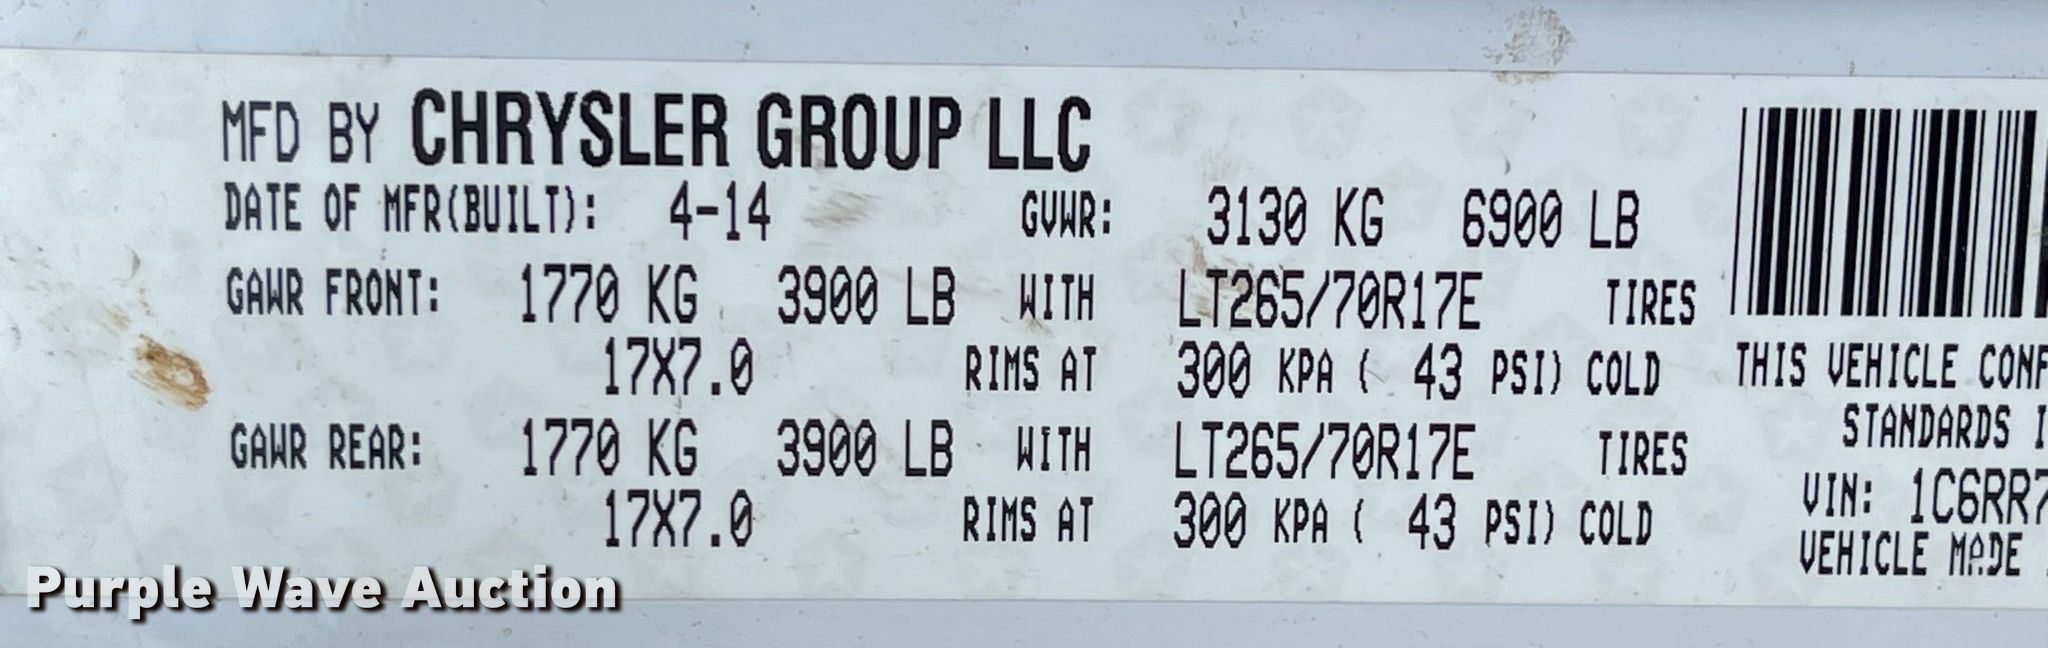 MFD BY CHRYSLER GROUP LLC
DATE OF MFR(BUILT): 4-14 GVWR: 3130 KG 6900 LB
GAWR FRONT: 1770 KG 3900 LB WITH LT265/70R17E TIRES
17X7.0 RIMS AT 300 KPA ( 43 PSI) COLD
GAWR REAR: 1770 KG 3900 LB WITH LT265/70R17E TIRES
17X7.0 RIMS AT 300 KPA ( 43 PSI) COLD
THIS VEHICLE CONF
STANDARDS I
VIN: 1C6RR7
VEHICLE MADE
Purple Wave Auction